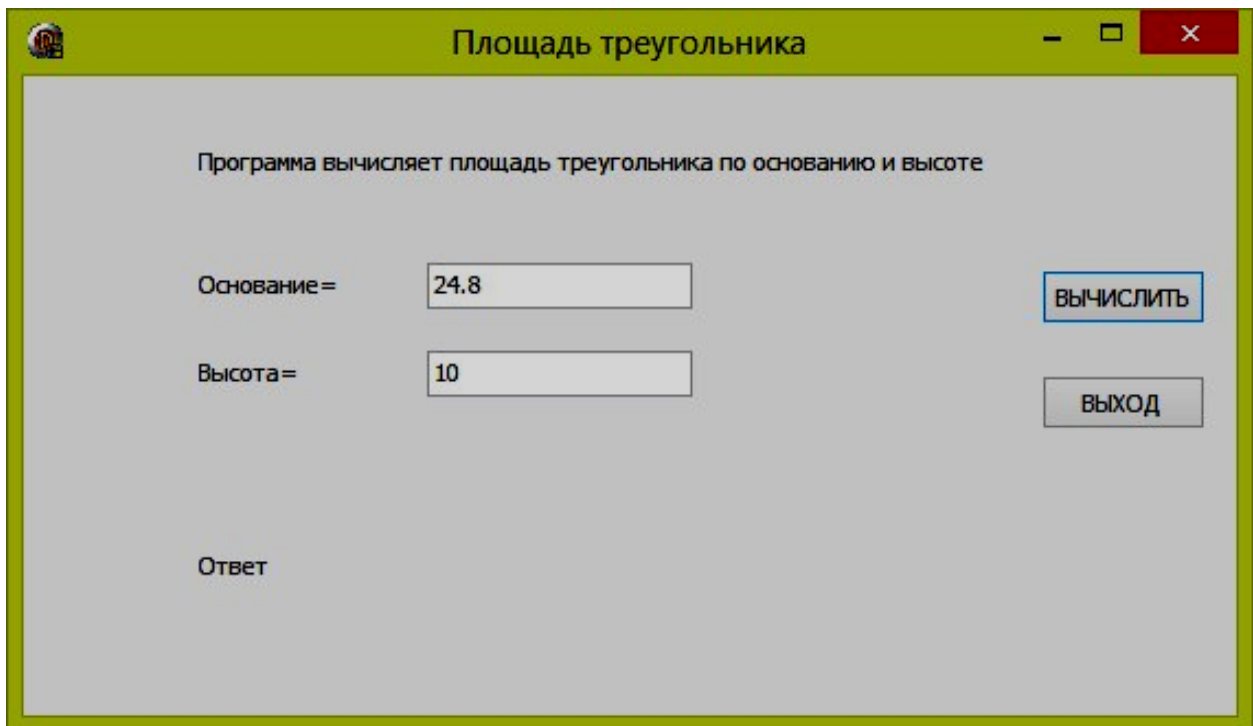 Площадь треугольника
Программа вычисляет площадь треугольника по основанию и высоте
Основание= 24.8
ВЫЧИСЛИТЬ
Высота= 10
ВЫХОД
Ответ